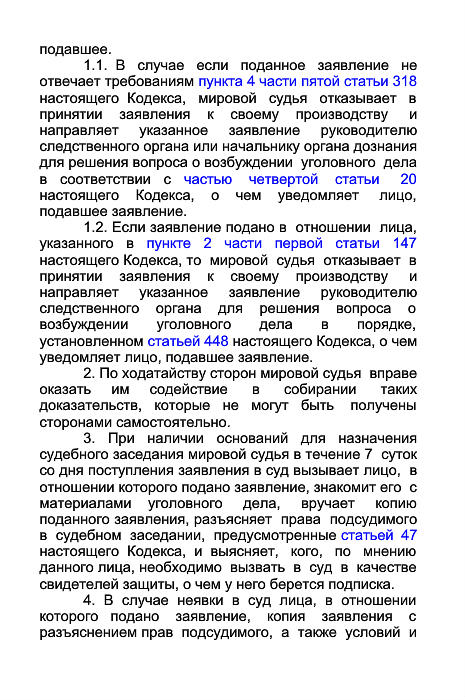 подавшее.
1.1. В случае если поданное заявление не
отвечает требованиям пункта 4 части пятой статьи 318
настоящего Кодекса, мировой судья отказывает в
принятии заявления к своему производству и
направляет указанное заявление руководителю
следственного органа или начальнику органа дознания
для решения вопроса о возбуждении уголовного дела
в соответствии с частью четвертой статьи 20
настоящего Кодекса, о чем уведомляет лицо,
подавшее заявление.
1.2. Если заявление подано в отношении лица,
указанного в пункте 2 части первой статьи 147
настоящего Кодекса, то мировой судья отказывает в
принятии заявления к своему производству и
направляет указанное заявление руководителю
следственного органа для решения вопроса о
возбуждении уголовного дела в порядке,
установленном статьей 448 настоящего Кодекса, о чем
уведомляет лицо, подавшее заявление.
2. По ходатайству сторон мировой судья вправе
оказать им содействие в собирании таких
доказательств, которые не могут быть получены
сторонами самостоятельно.
3. При наличии оснований для назначения
судебного заседания мировой судья в течение 7 суток
со дня поступления заявления в суд вызывает лицо, в
отношении которого подано заявление, знакомит его с
материалами уголовного дела, вручает копию
поданного заявления, разъясняет права подсудимого
в судебном заседании, предусмотренные статьей 47
настоящего Кодекса, и выясняет, кого, по мнению
данного лица, необходимо вызвать в суд в качестве
свидетелей защиты, о чем у него берется подписка.
4. В случае неявки в суд лица, в отношении
которого подано заявление, копия заявления с
разъяснением прав подсудимого, а также условий и